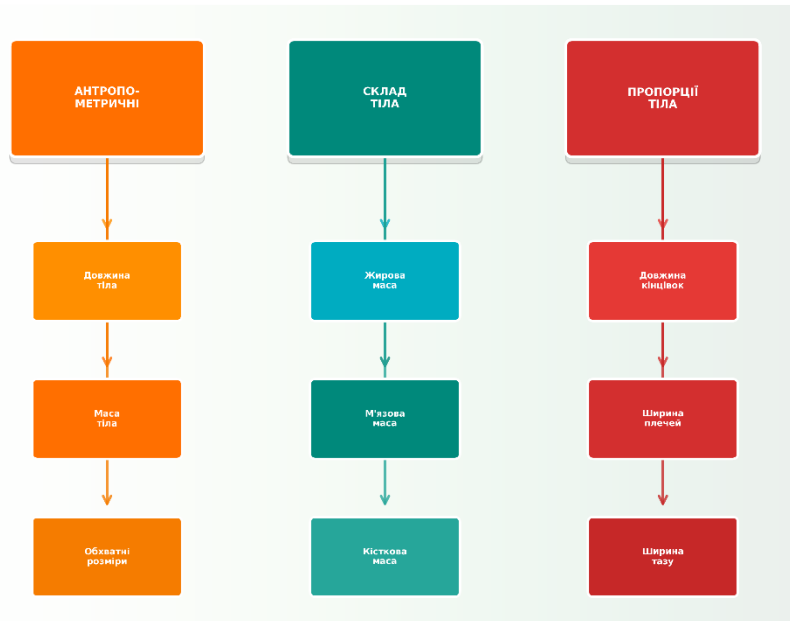 АНТРОПО-
МЕТРИЧНІ
СКЛАД
ТІЛА
ПРОПОРЦІЇ
ТІЛА
Довжина
тіла
Жирова
маса
Довжина
кінцівок
Маса
тіла
М'язова
маса
Ширина
плечей
Обхватні
розміри
Кісткова
маса
Ширина
тазу